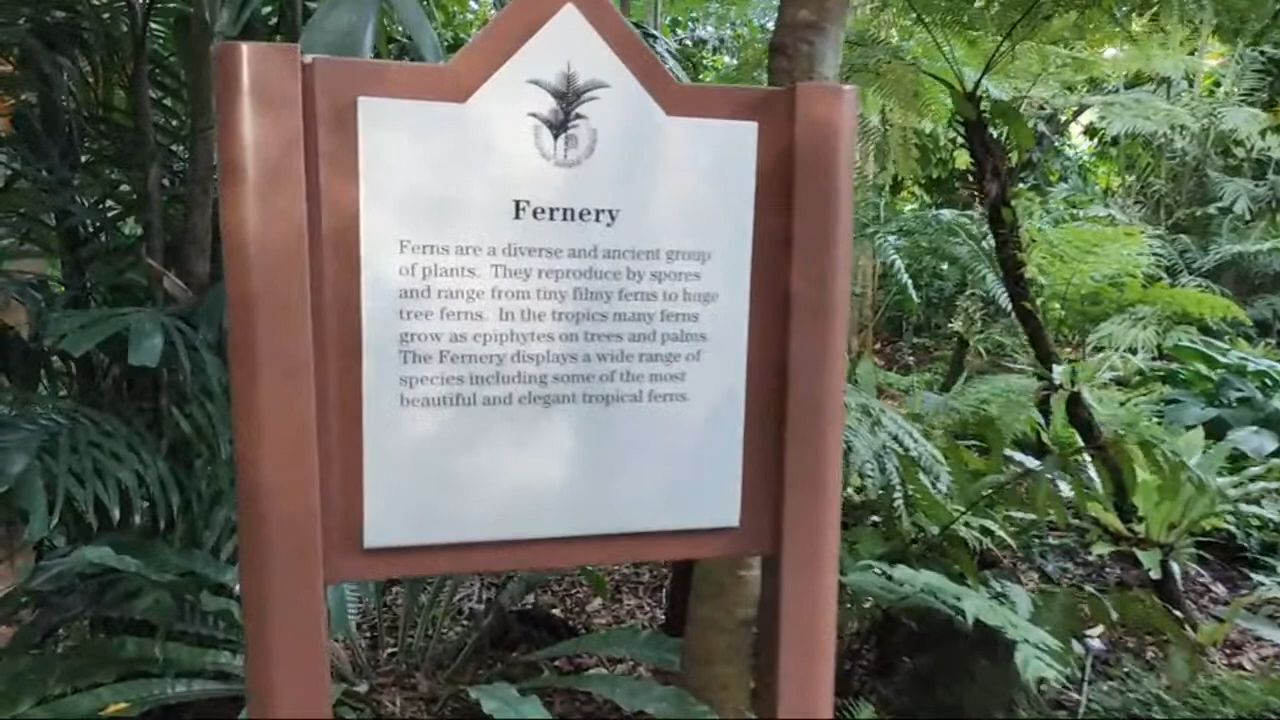 Fernery
Ferns are a diverse and ancient group
of plants. They reproduce by spores
and range from tiny filmy ferns to huge
tree ferns. In the tropics many ferns
grow as epiphytes on trees and palms.
The Fernery displays a wide range of
species including some of the most
beautiful and elegant tropical ferns.